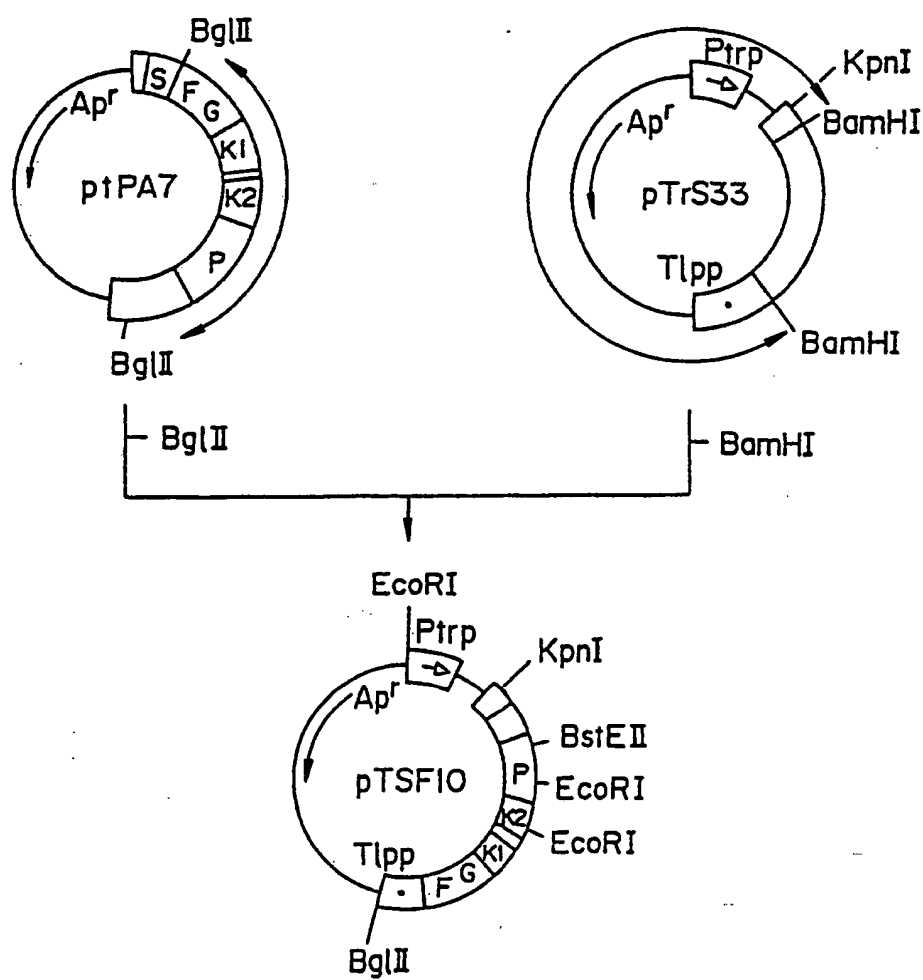 BglII
S
F
G
K1
K2
P
Apr
ptPA7
BglII
Ptrp
KpnI
BamHI
Apr
pTrS33
Tlpp
BamHI
BglII
BamHI
EcoRI
Ptrp
KpnI
Apr
BstEII
pTSF10
P
EcoRI
K2
EcoRI
K1
Tlpp
F
G
BglII